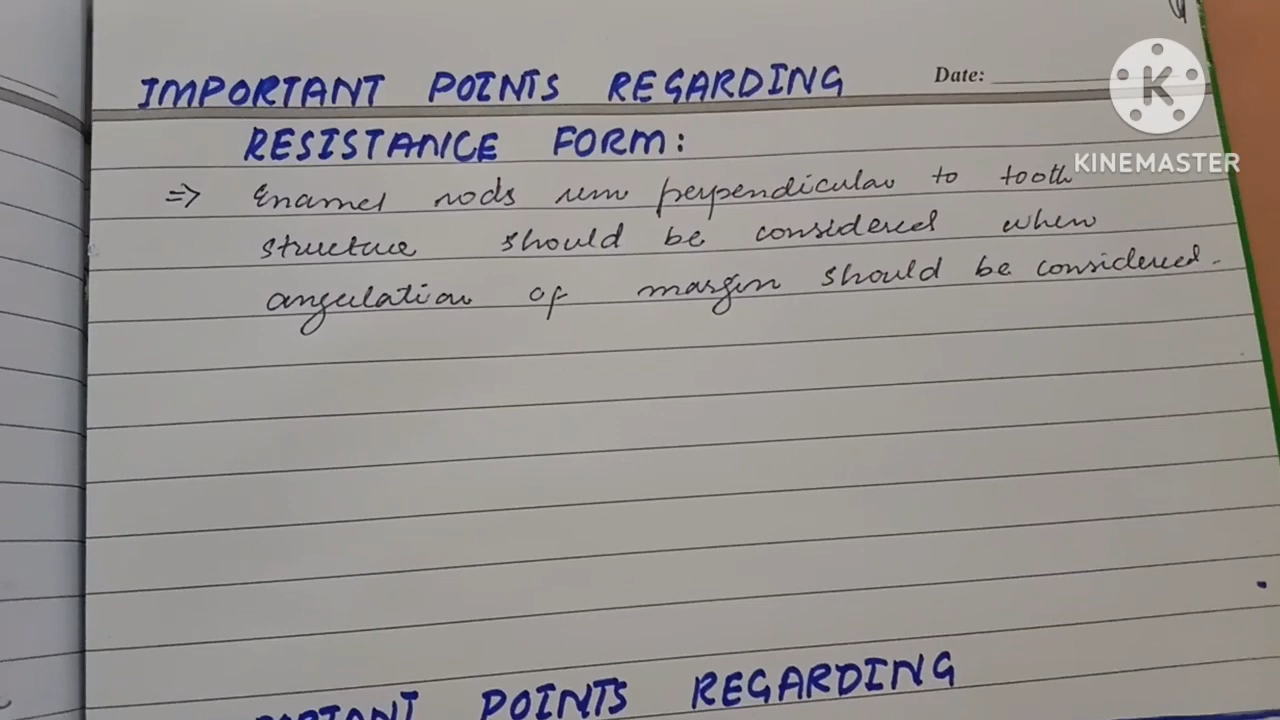 IMPORTANT POINTS REGARDING
Date:
RESISTANCE FORM:
KINEMASTER
⇒ Enamel rods run perpendicular to tooth
structure should be considered when
angulation of margin should be considered.
POINTS REGARDING